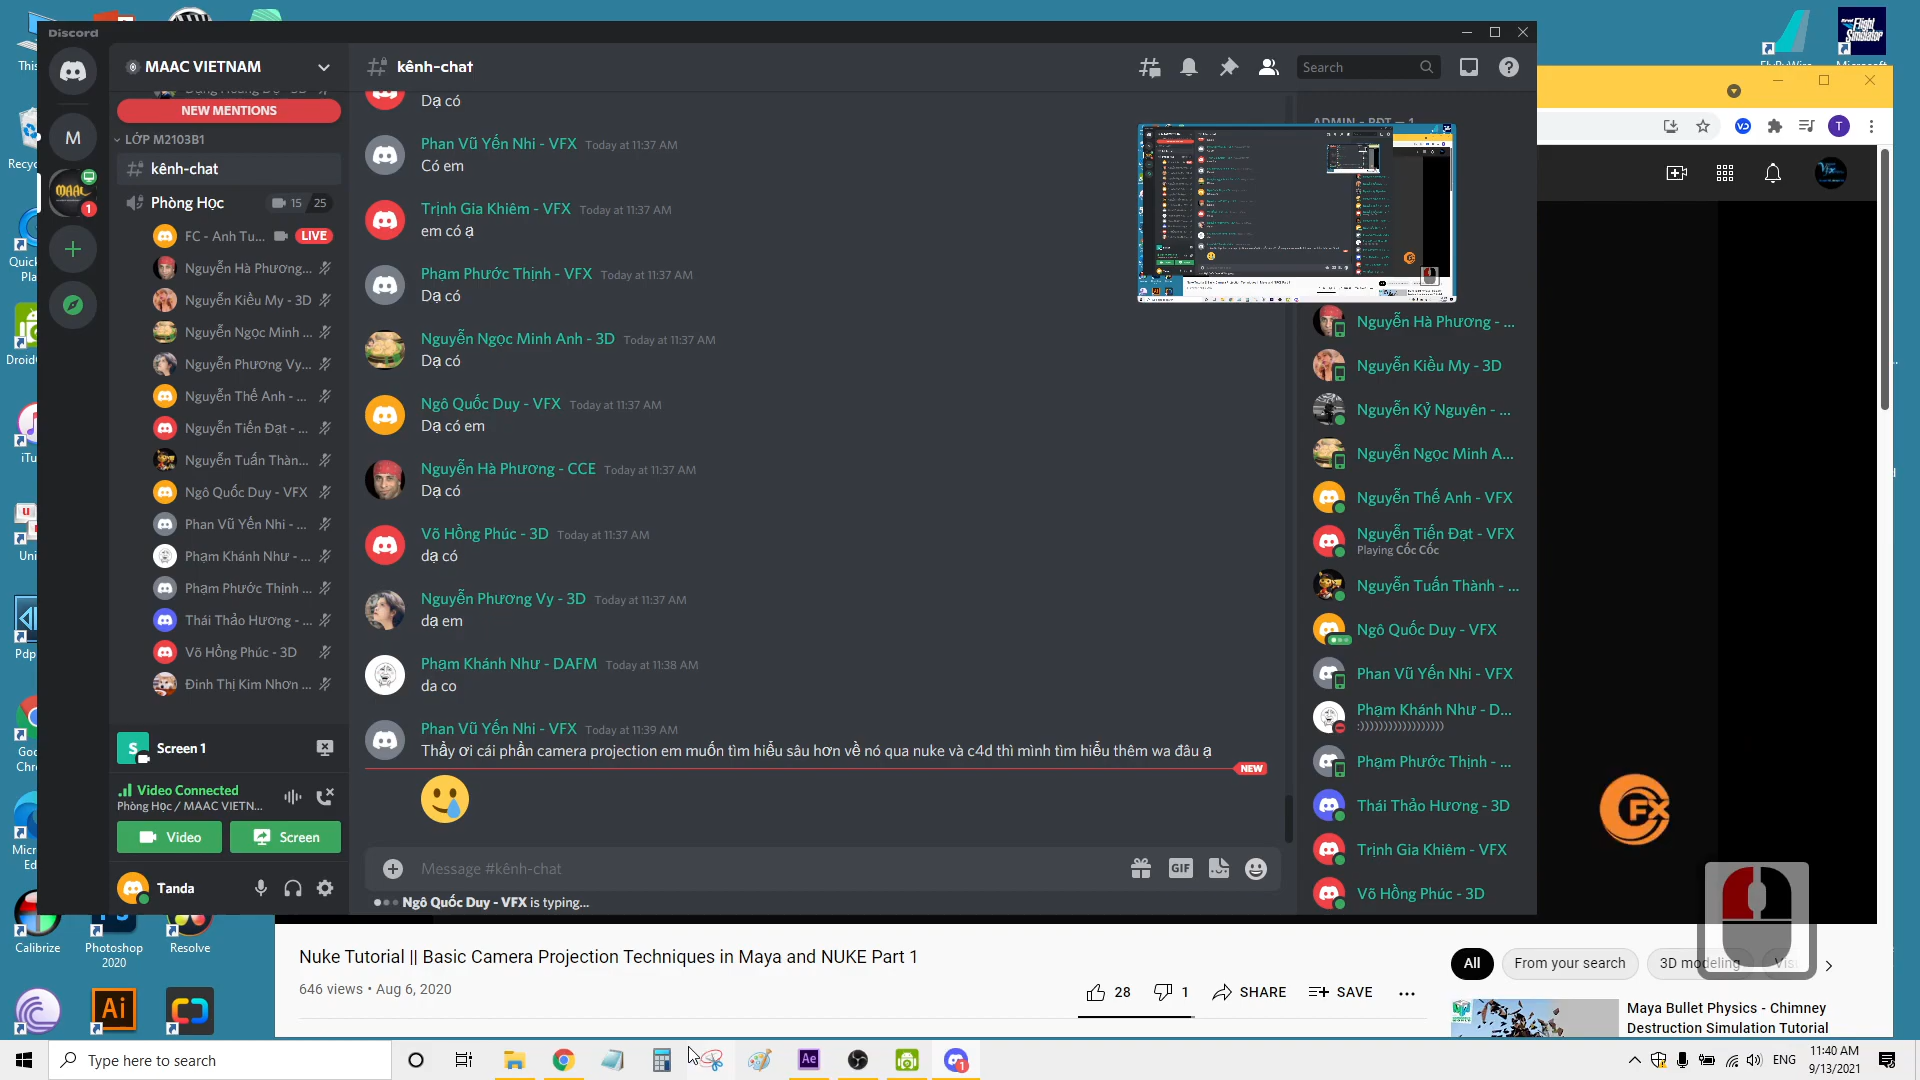 Discord
MAAC VIETNAM
NEW MENTIONS
LỚP M2103B1
kênh-chat
Phòng Học
15
25
FC - Anh Tu...
LIVE
Nguyễn Hà Phương...
Nguyễn Kiều My - 3D
Nguyễn Ngọc Minh ...
Nguyễn Phương Vy...
Nguyễn Thế Anh - ...
Nguyễn Tiến Đạt - ...
Nguyễn Tuấn Thàn...
Ngô Quốc Duy - VFX
Phan Vũ Yến Nhi - ...
Phạm Khánh Như - ...
Phạm Phước Thịnh ...
Thái Thảo Hương - ...
Võ Hồng Phúc - 3D
Đinh Thị Kim Nhơn ...
Screen 1
Video Connected
Phòng Học / MAAC VIETN...
Video
Screen
Tanda
kênh-chat
Search
Dạ có
Phan Vũ Yến Nhi - VFX Today at 11:37 AM
Có em
Trịnh Gia Khiêm - VFX Today at 11:37 AM
em có ạ
Phạm Phước Thịnh - VFX Today at 11:37 AM
Dạ có
Nguyễn Ngọc Minh Anh - 3D Today at 11:37 AM
Dạ có
Ngô Quốc Duy - VFX Today at 11:37 AM
Dạ có em
Nguyễn Hà Phương - CCE Today at 11:37 AM
Dạ có
Võ Hồng Phúc - 3D Today at 11:37 AM
dạ có
Nguyễn Phương Vy - 3D Today at 11:37 AM
dạ em
Phạm Khánh Như - DAFM Today at 11:38 AM
da co
Phan Vũ Yến Nhi - VFX Today at 11:39 AM
Thầy ơi cái phần camera projection em muốn tìm hiểu sâu hơn về nó qua nuke và c4d thì mình tìm hiểu thêm wa đâu ạ
NEW
Message #kênh-chat
GIF
Ngô Quốc Duy - VFX is typing...
Nguyễn Hà Phương - ...
Nguyễn Kiều My - 3D
Nguyễn Kỷ Nguyên - ...
Nguyễn Ngọc Minh A...
Nguyễn Thế Anh - VFX
Nguyễn Tiến Đạt - VFX
Playing Cốc Cốc
Nguyễn Tuấn Thành - ...
Ngô Quốc Duy - VFX
Phan Vũ Yến Nhi - VFX
Phạm Khánh Như - D...
:))))))))))))))))))
Phạm Phước Thịnh - ...
Thái Thảo Hương - 3D
Trịnh Gia Khiêm - VFX
Võ Hồng Phúc - 3D
M
MAAC
1
T
FX
Calibrize
Photoshop
2020
Resolve
Ai
Nuke Tutorial || Basic Camera Projection Techniques in Maya and NUKE Part 1
646 views • Aug 6, 2020
28
1
SHARE
SAVE
All
From your search
3D modeling
Maya Bullet Physics - Chimney
Destruction Simulation Tutorial
Type here to search
Ae
1
ENG
11:40 AM
9/13/2021